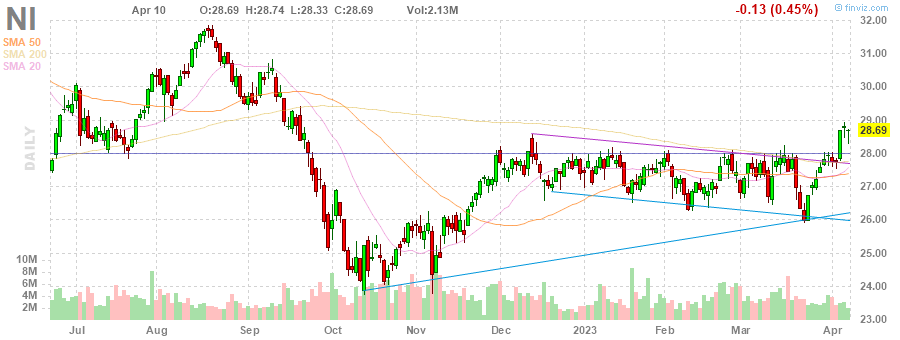 NI Apr 10 O:28.69 H:28.74 L:28.33 C:28.69 Vol:2.13M -0.13 (0.45%) © finviz.com
SMA 50
SMA 200
SMA 20
DAILY
32.00
31.00
30.00
29.00
28.69
28.00
27.00
26.00
25.00
24.00
23.00
10M
8M
6M
4M
2M
Jul Aug Sep Oct Nov Dec 2023 Feb Mar Apr